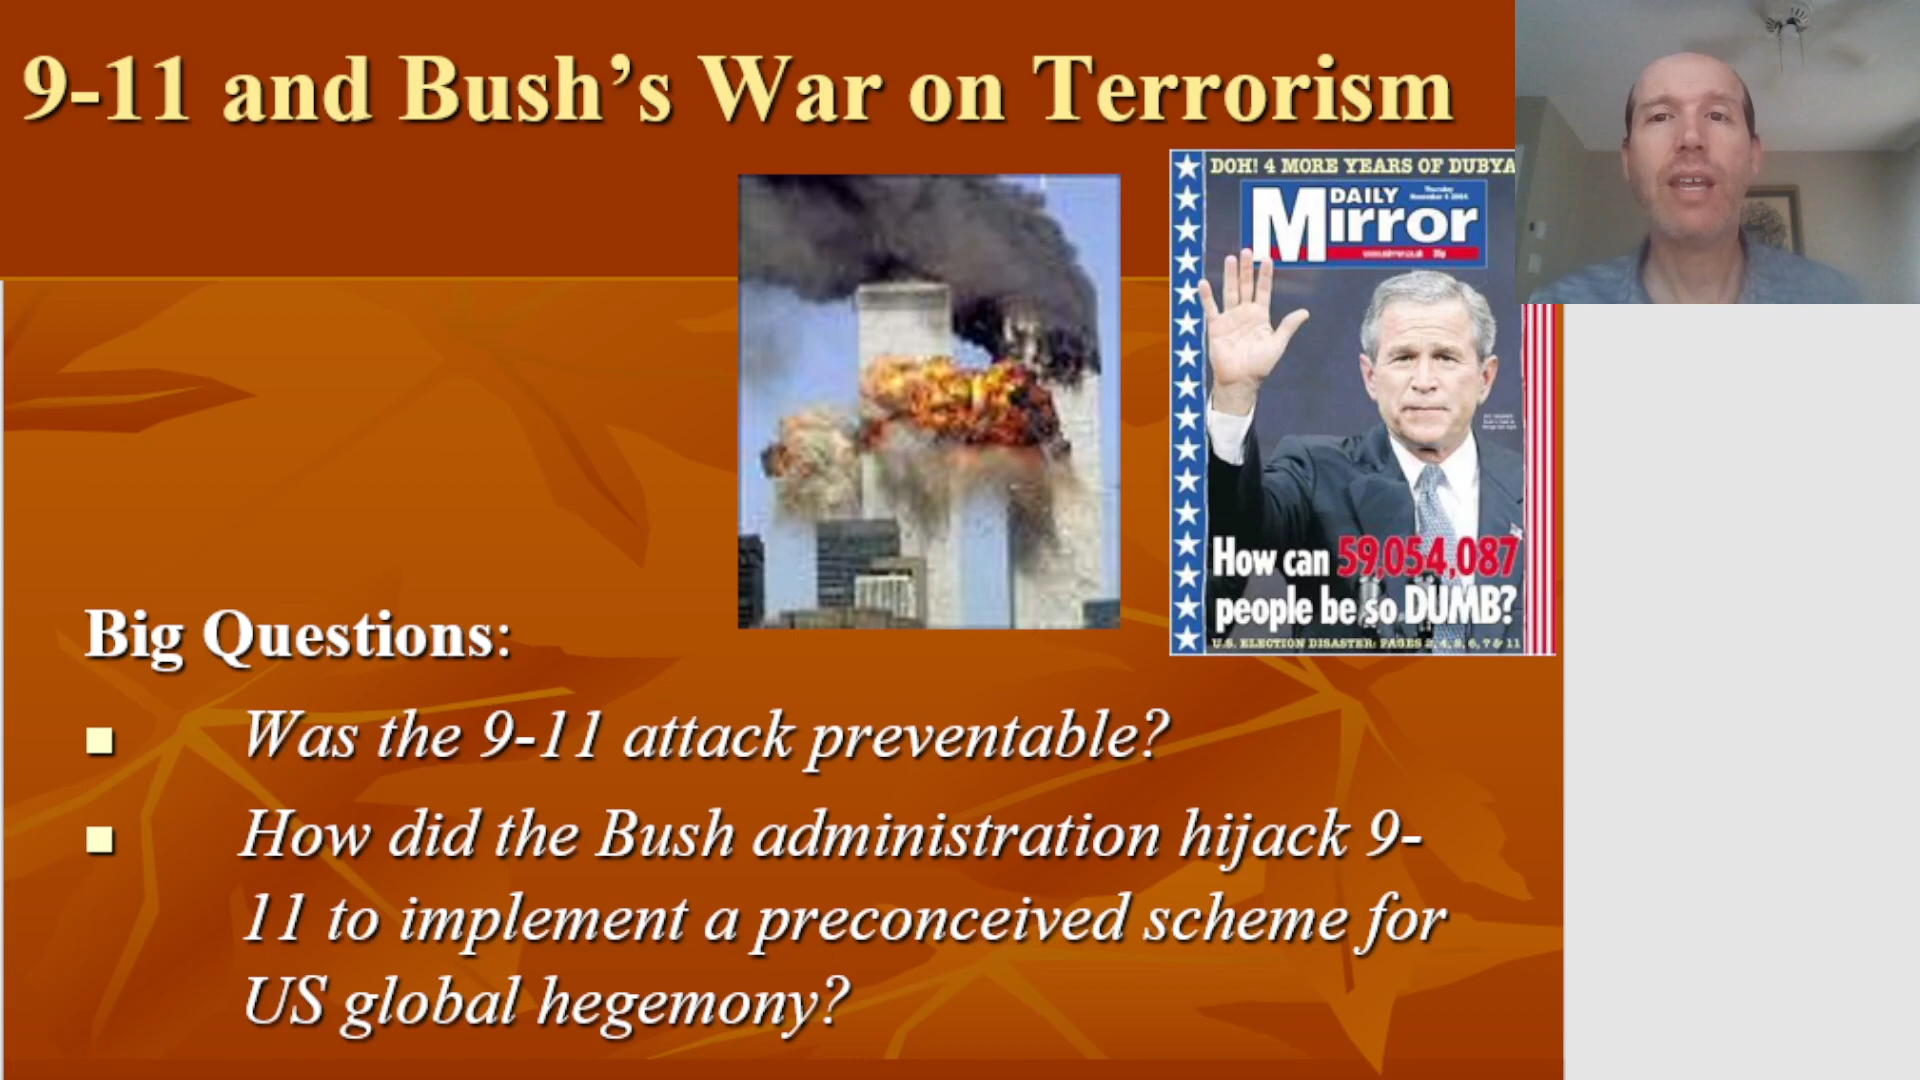 9-11 and Bush’s War on Terrorism
DOH! 4 MORE YEARS OF DUBYA
DAILY
Mirror
How can 59,054,087
people be so DUMB?
U.S. ELECTION DISASTER: PAGES
Big Questions:
Was the 9-11 attack preventable?
How did the Bush administration hijack 9-
11 to implement a preconceived scheme for
US global hegemony?